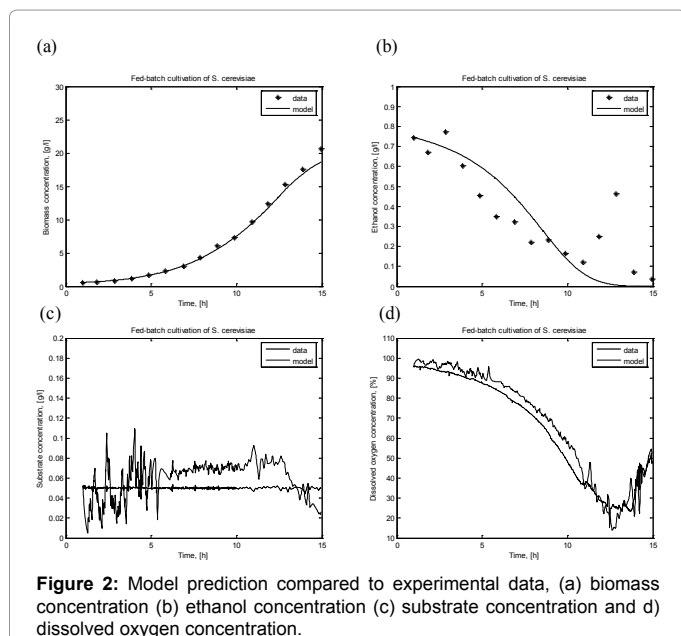 (a)
Fed-batch cultivation of S. cerevisiae
30
25
20
15
10
5
0
Biomass concentration, [g/l]
data
model
0
5
10
15
Time, [h]
(b)
Fed-batch cultivation of S. cerevisiae
1
0.9
0.8
0.7
0.6
0.5
0.4
0.3
0.2
0.1
0
Ethanol concentration, [g/l]
data
model
0
5
10
15
Time, [h]
(c)
Fed-batch cultivation of S. cerevisiae
0.2
0.18
0.16
0.14
0.12
0.1
0.08
0.06
0.04
0.02
0
Substrate concentration, [g/l]
data
model
0
5
10
15
Time, [h]
(d)
Fed-batch cultivation of S. cerevisiae
110
100
90
80
70
60
50
40
30
20
10
Dissolved oxygen concentration, [%]
data
model
0
5
10
15
Time, [h]
Figure 2: Model prediction compared to experimental data, (a) biomass
concentration (b) ethanol concentration (c) substrate concentration and d)
dissolved oxygen concentration.